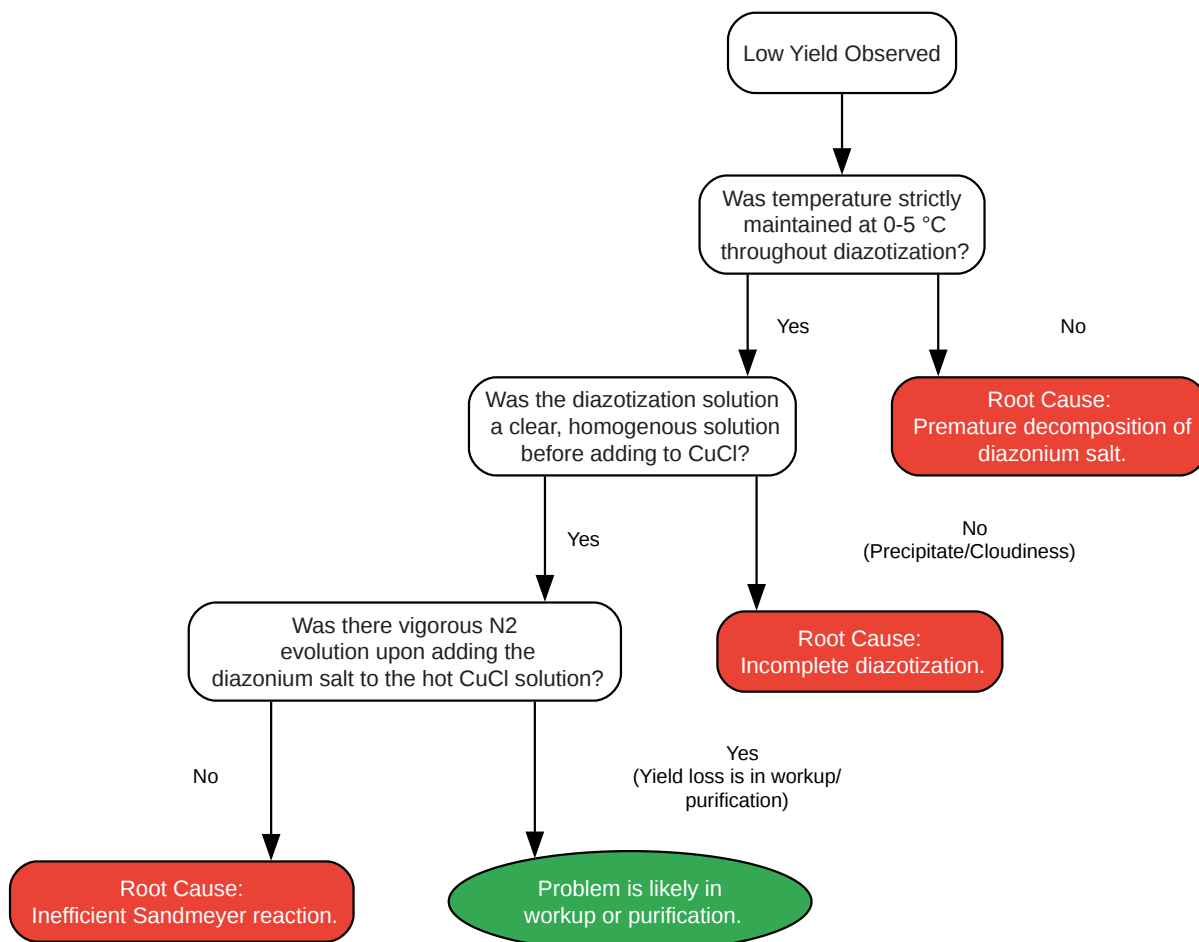 Low Yield Observed
Was temperature strictly
maintained at 0-5 °C
throughout diazotization?
Yes
No
Was the diazotization solution
a clear, homogenous solution
before adding to CuCl?
Root Cause:
Premature decomposition of
diazonium salt.
Yes
No
(Precipitate/Cloudiness)
Was there vigorous N2
evolution upon adding the
diazonium salt to the hot CuCl solution?
Root Cause:
Incomplete diazotization.
No
Yes
(Yield loss is in workup/
purification)
Root Cause:
Inefficient Sandmeyer reaction.
Problem is likely in
workup or purification.